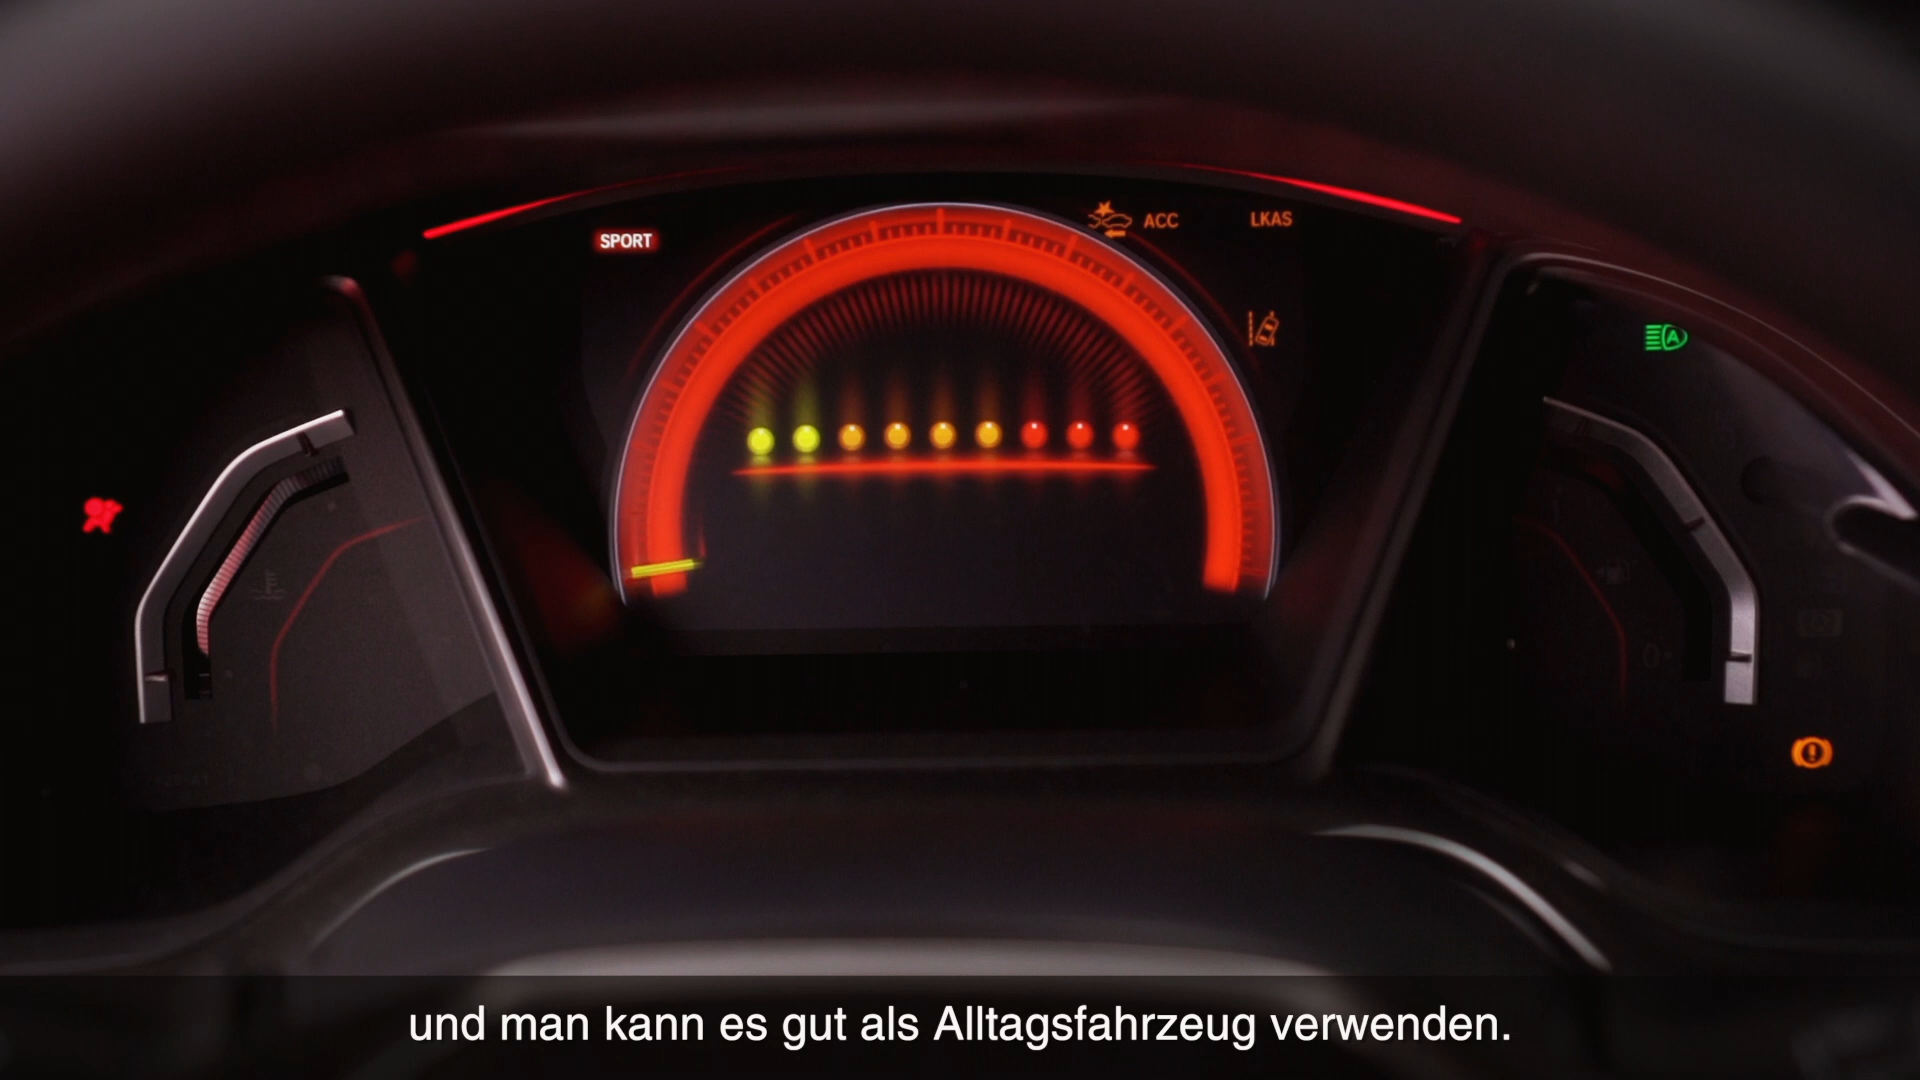 SPORT
ACC
LKAS
A
und man kann es gut als Alltagsfahrzeug verwenden.